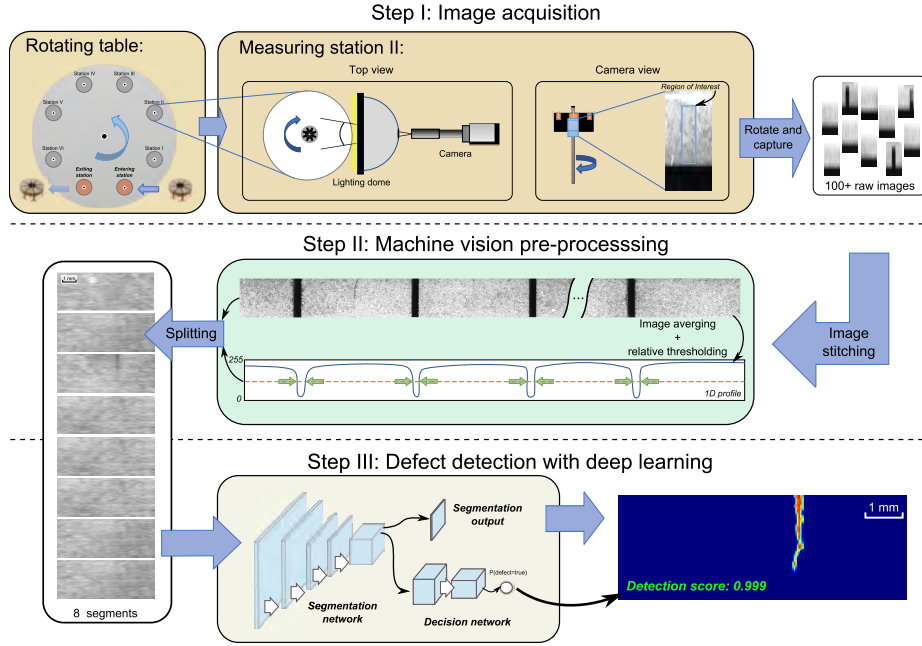 Step I: Image acquisition
Rotating table:
Station IV
Station III
Station V
Station II
Station VI
Station I
Exiting
station
Entering
station
Measuring station II:
Top view
Lighting dome
Camera
Camera view
Region of Interest
Rotate and
capture
100+ raw images
Step II: Machine vision pre-processsing
1 mm
Splitting
...
Image averging
+
relative thresholding
255
0
1D profile
Image
stitching
Step III: Defect detection with deep learning
8 segments
Segmentation
output
Segmentation
network
P(defect=true)
Decision network
1 mm
Detection score: 0.999